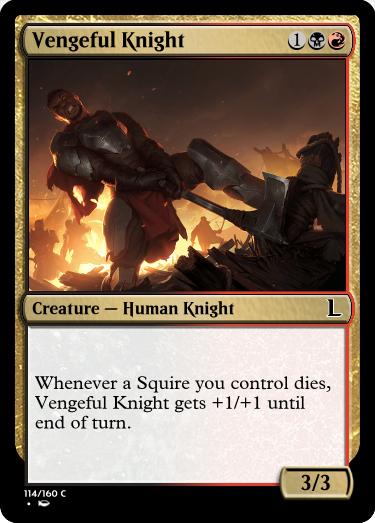 Vengeful Knight 1
Creature — Human Knight L
Whenever a Squire you control dies,
Vengeful Knight gets +1/+1 until
end of turn.
3/3
114/160 C